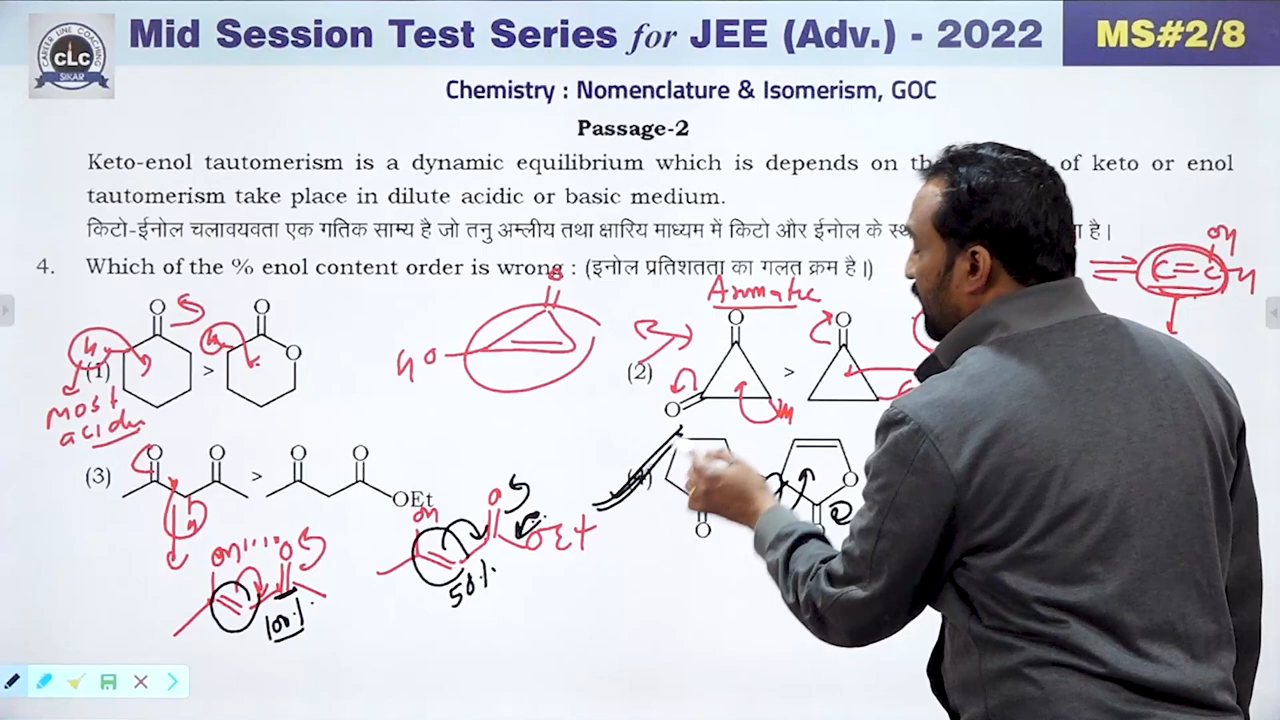 CAREER LINE COACHING
CLC
SIKAR
Mid Session Test Series for JEE (Adv.) - 2022
MS#2/8
Chemistry : Nomenclature & Isomerism, GOC
Passage-2
Keto-enol tautomerism is a dynamic equilibrium which is depends on of keto or enol
tautomerism take place in dilute acidic or basic medium.
किटो-ईनोल चलावयवता एक गतिक साम्य है जो तनु अम्लीय तथा क्षारिय माध्यम में किटो और ईनोल के है।
4. Which of the % enol content order is wrong : (इनोल प्रतिशतता का गलत क्रम है।)
OH
C=C-H
Aromatic
(1) H O > H O O
HO O
(2) O O H > O
most
acidic
(3) O O > O O OEt
O O
OH O
100%
OH O OEt
50%